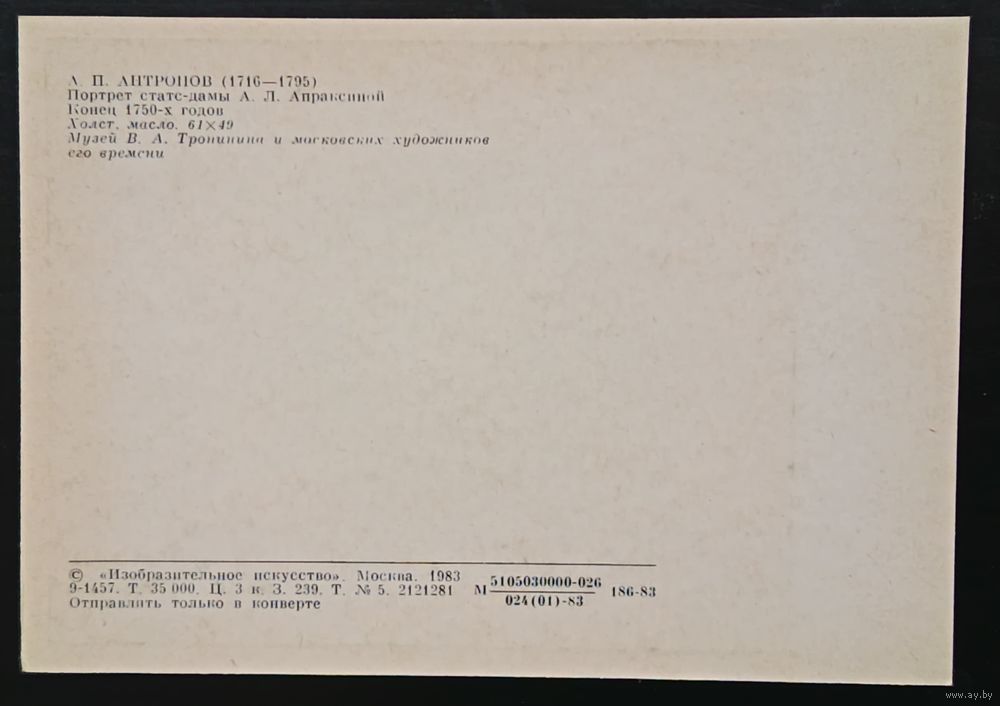 А. П. АНТРОПОВ (1716—1795)
Портрет статс-дамы А. Л. Апраксиной
Конец 1750-х годов
Холст, масло. 61×49
Музей В. А. Тропинина и московских художников
его времени
© «Изобразительное искусство». Москва. 1983
9-1457. Т. 35 000. Ц. 3 к. З. 239. Т. № 5. 2121281
Отправлять только в конверте
М 5105030000-026
024(01)-83
186-83
www.ay.by